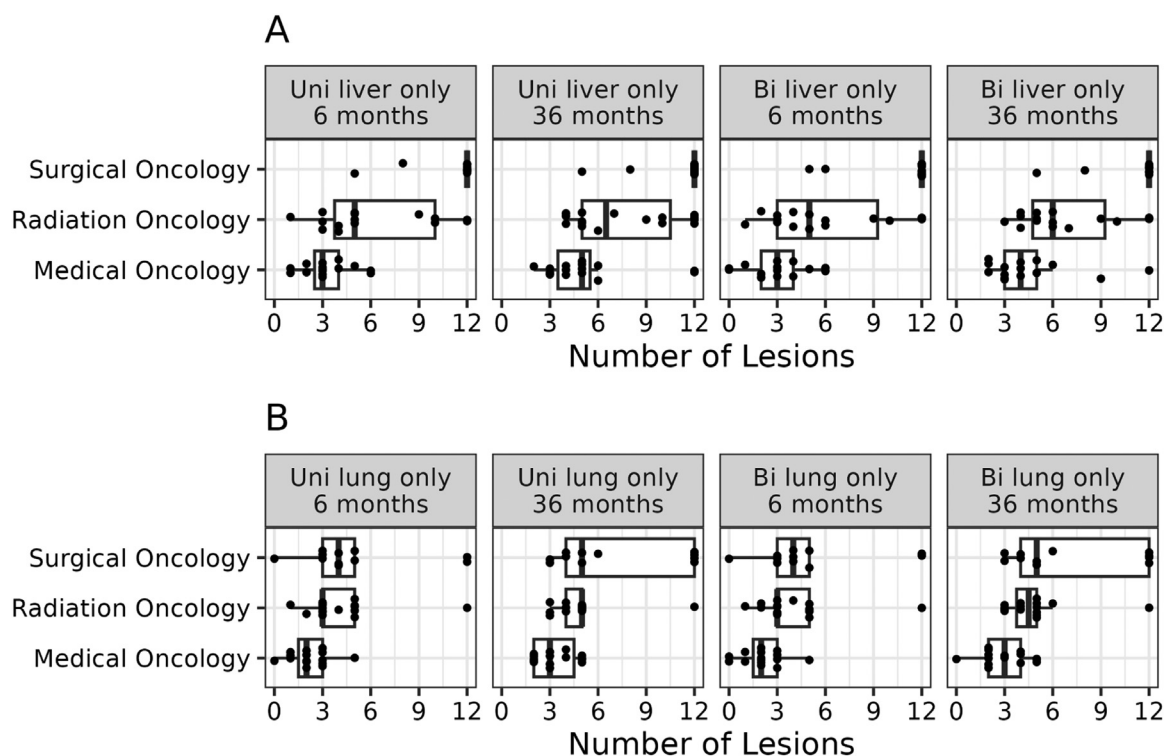 A
Uni liver only
6 months
Uni liver only
36 months
Bi liver only
6 months
Bi liver only
36 months
Surgical Oncology
Radiation Oncology
Medical Oncology
0 3 6 9 12 0 3 6 9 12 0 3 6 9 12 0 3 6 9 12
Number of Lesions
B
Uni lung only
6 months
Uni lung only
36 months
Bi lung only
6 months
Bi lung only
36 months
Surgical Oncology
Radiation Oncology
Medical Oncology
0 3 6 9 12 0 3 6 9 12 0 3 6 9 12 0 3 6 9 12
Number of Lesions